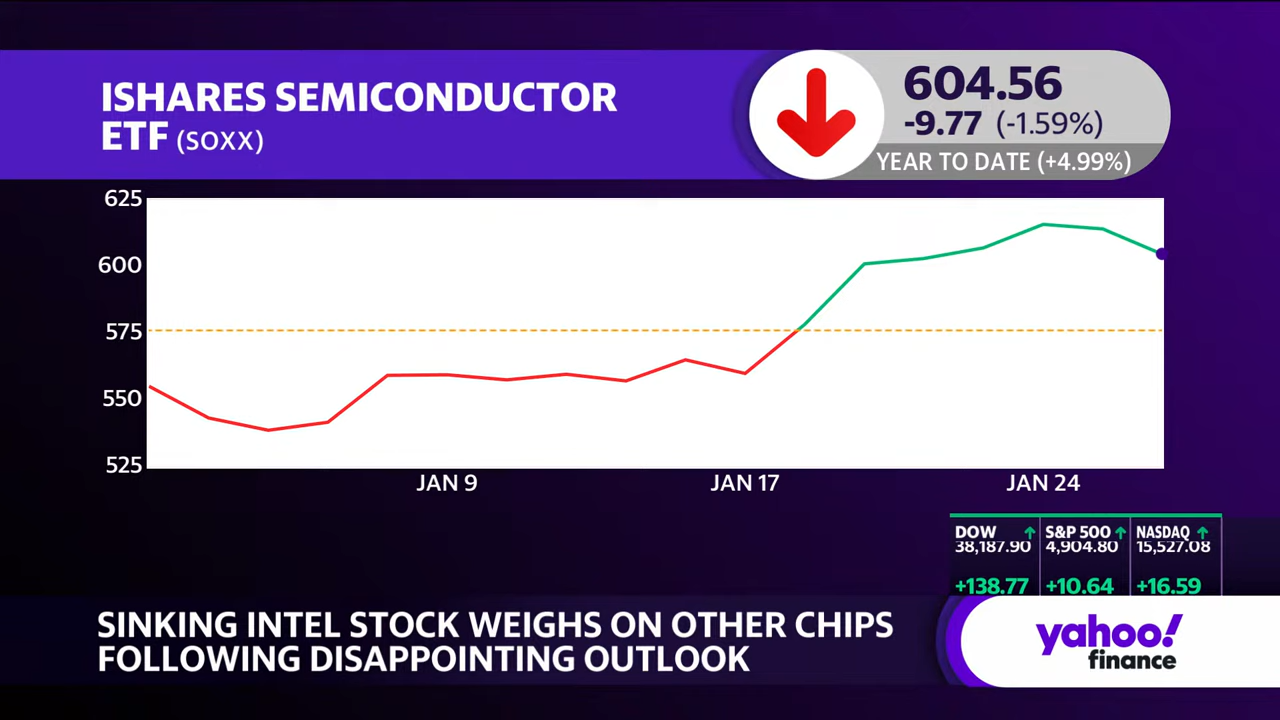 ISHARES SEMICONDUCTOR
ETF (SOXX)
604.56
-9.77 (-1.59%)
YEAR TO DATE (+4.99%)
625
600
575
550
525
JAN 9 JAN 17 JAN 24
DOW S&P 500 NASDAQ
38,187.90 4,904.80 15,527.08
+138.77 +10.64 +16.59
SINKING INTEL STOCK WEIGHS ON OTHER CHIPS
FOLLOWING DISAPPOINTING OUTLOOK
yahoo!
finance